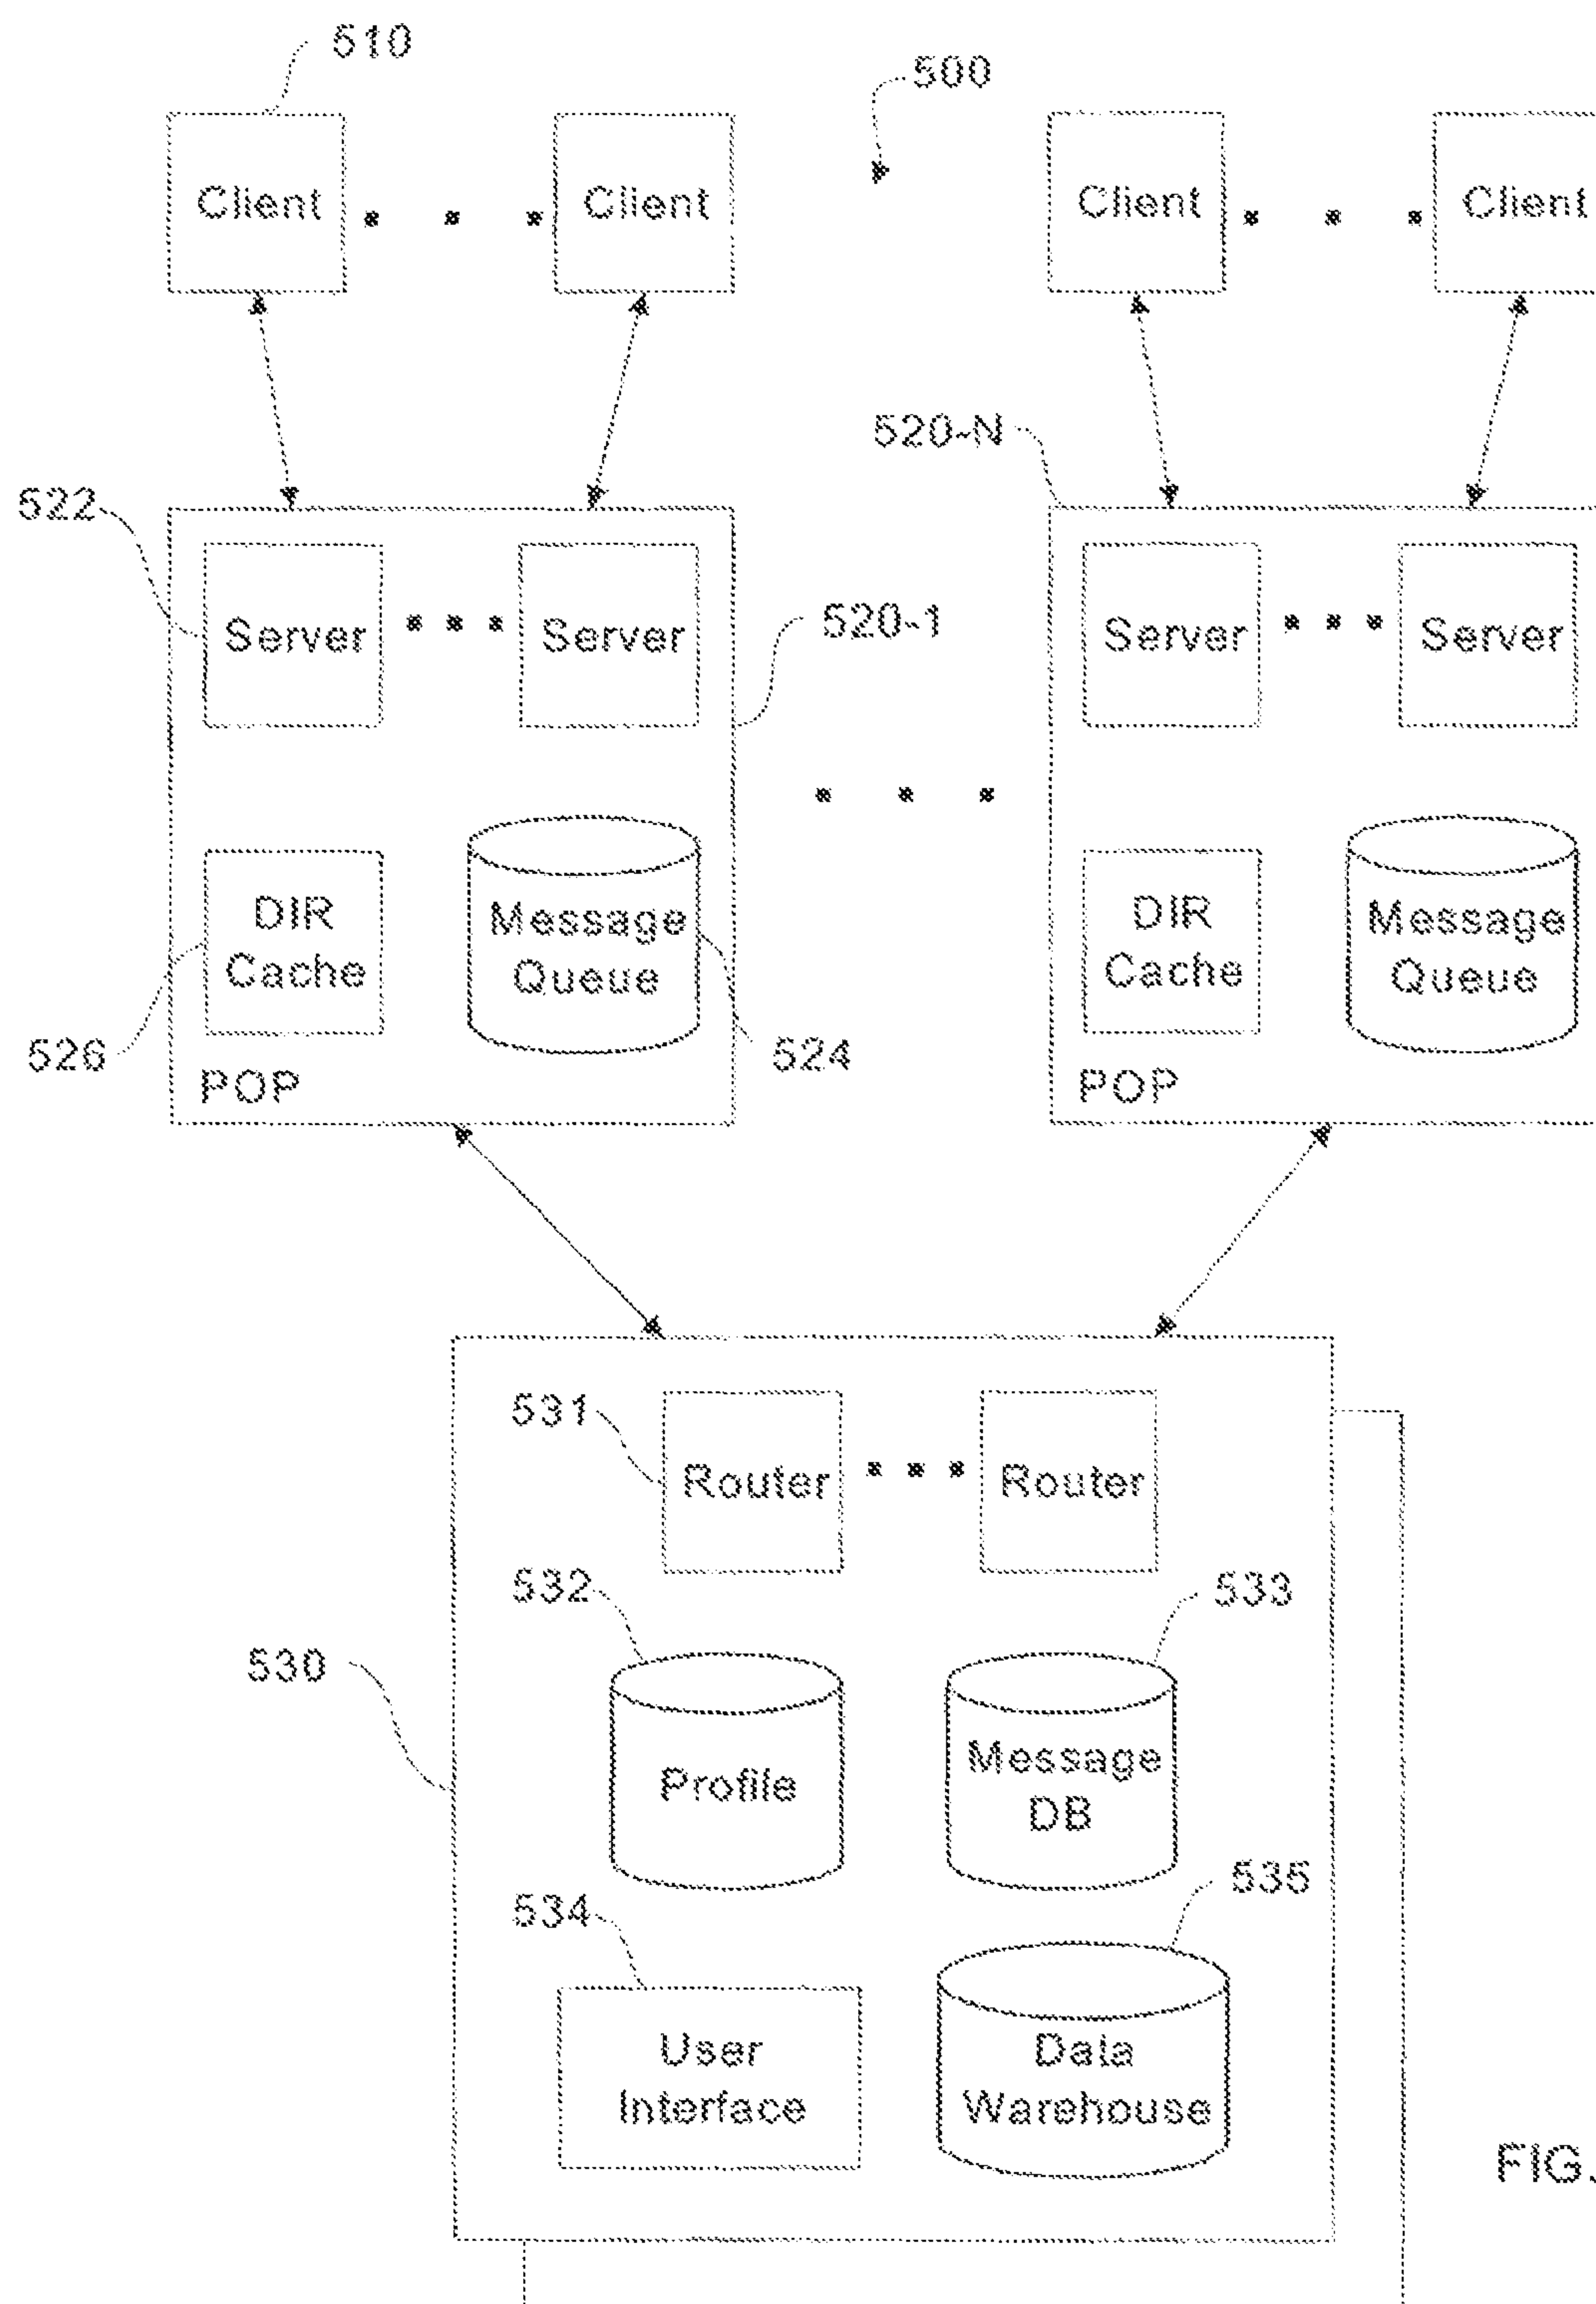 510
500
Client
Client
Client
Client
520-N
522
Server
Server
520-1
Server
Server
DIR
Cache
Message
Queue
DIR
Cache
Message
Queue
526
524
POP
POP
531
Router
Router
532
533
530
Profile
Message
DB
534
535
User
Interface
Data
Warehouse
FIG.